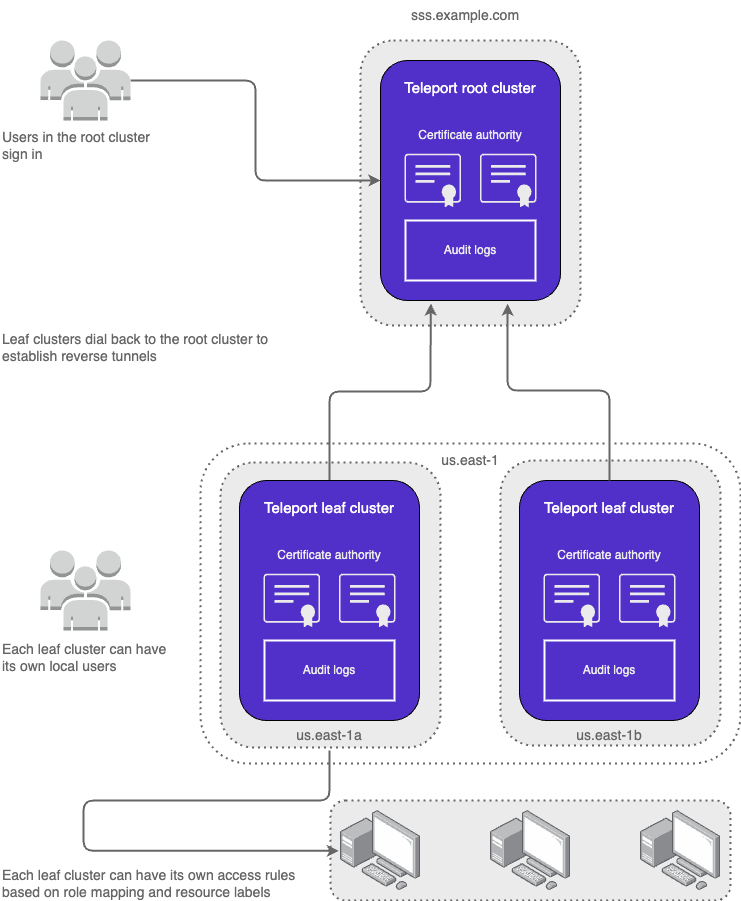 sss.example.com
Teleport root cluster
Certificate authority
Audit logs
Users in the root cluster
sign in
Leaf clusters dial back to the root cluster to
establish reverse tunnels
us.east-1
Teleport leaf cluster
Certificate authority
Audit logs
us.east-1a
Teleport leaf cluster
Certificate authority
Audit logs
us.east-1b
Each leaf cluster can have
its own local users
Each leaf cluster can have its own access rules
based on role mapping and resource labels